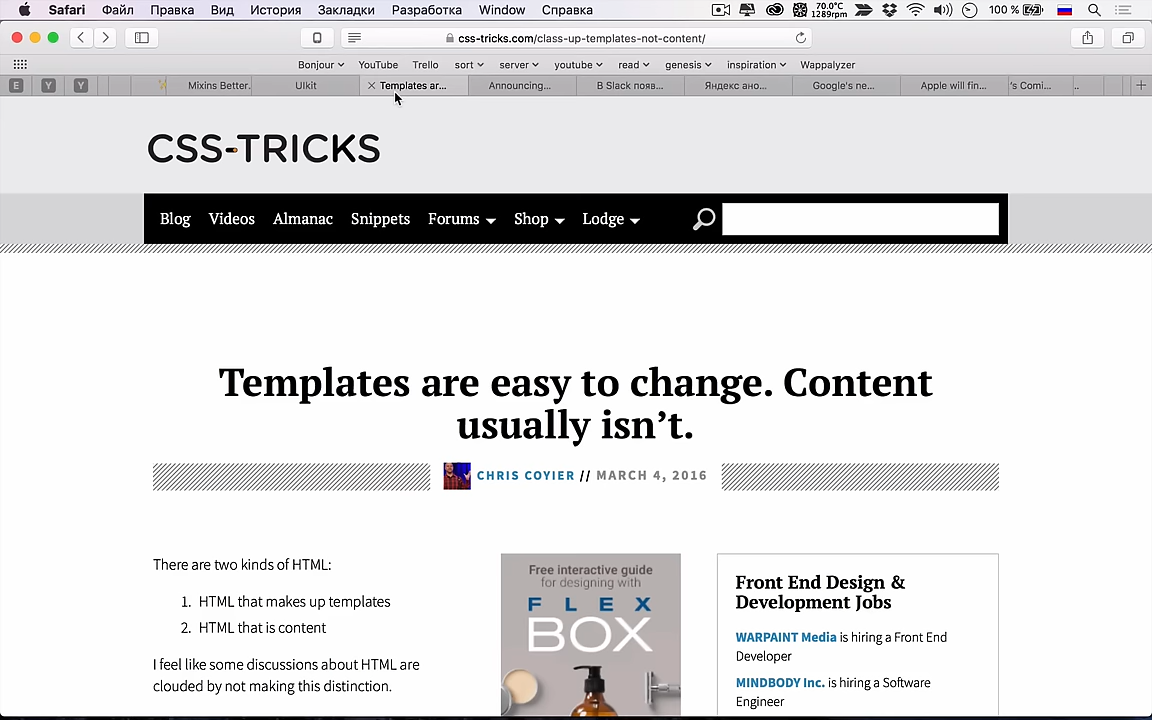 Safari Файл Правка Вид История Закладки Разработка Window Справка 70.0°C 1289rpm 100 %
css-tricks.com/class-up-templates-not-content/
Bonjour YouTube Trello sort server youtube read genesis inspiration Wappalyzer
E Y Y Mixins Better. UIkit Templates ar... Announcing... В Slack появ... Яндекс ано... Google's ne... Apple will fin... 's Comi... ..
CSS-TRICKS
Blog Videos Almanac Snippets Forums Shop Lodge
Templates are easy to change. Content
usually isn’t.
CHRIS COYIER // MARCH 4, 2016
There are two kinds of HTML:
1. HTML that makes up templates
2. HTML that is content
I feel like some discussions about HTML are
clouded by not making this distinction.
Free interactive guide
for designing with
FLEX
BOX
Front End Design &
Development Jobs
WARPAINT Media is hiring a Front End
Developer
MINDBODY Inc. is hiring a Software
Engineer